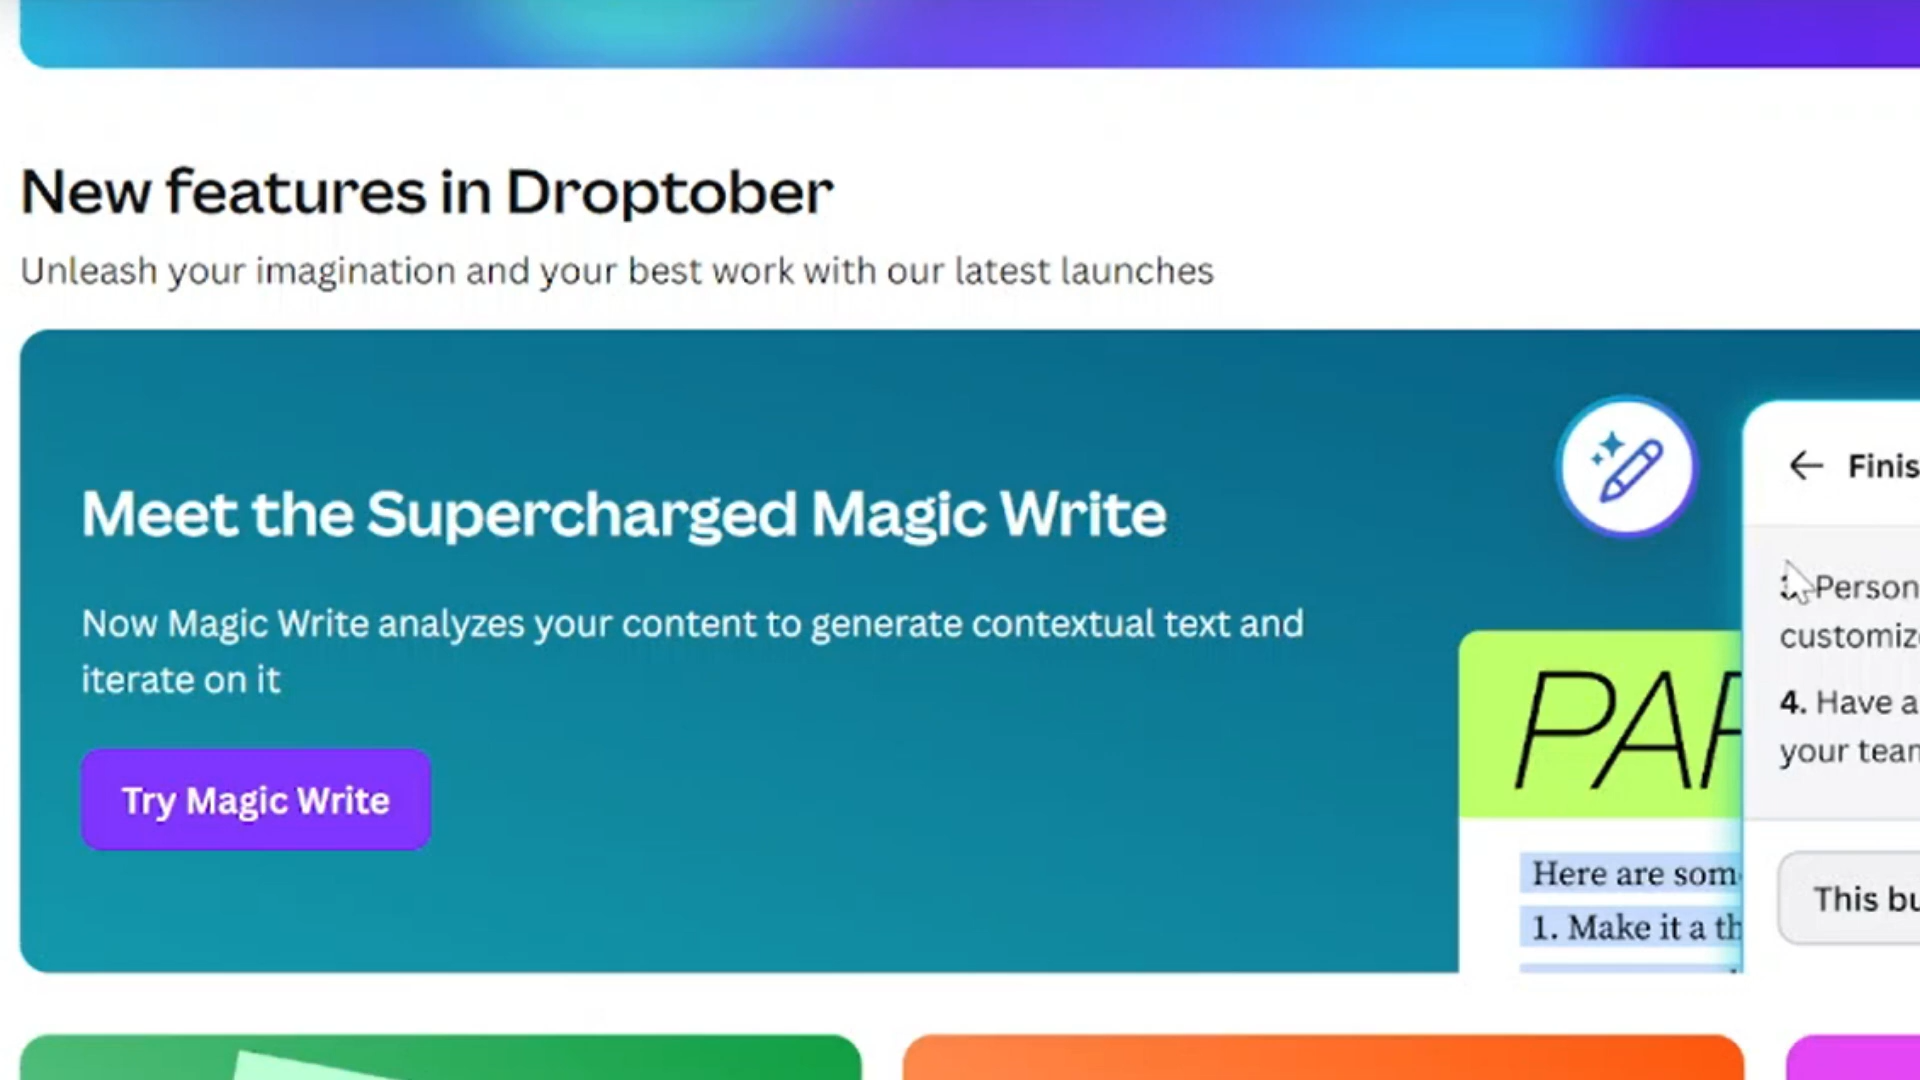 New features in Droptober
Unleash your imagination and your best work with our latest launches
Meet the Supercharged Magic Write
Now Magic Write analyzes your content to generate contextual text and
iterate on it
Try Magic Write
PAR
Here are som
1. Make it a th
← Finis
Person
customiz
4. Have a
your tean
This bu